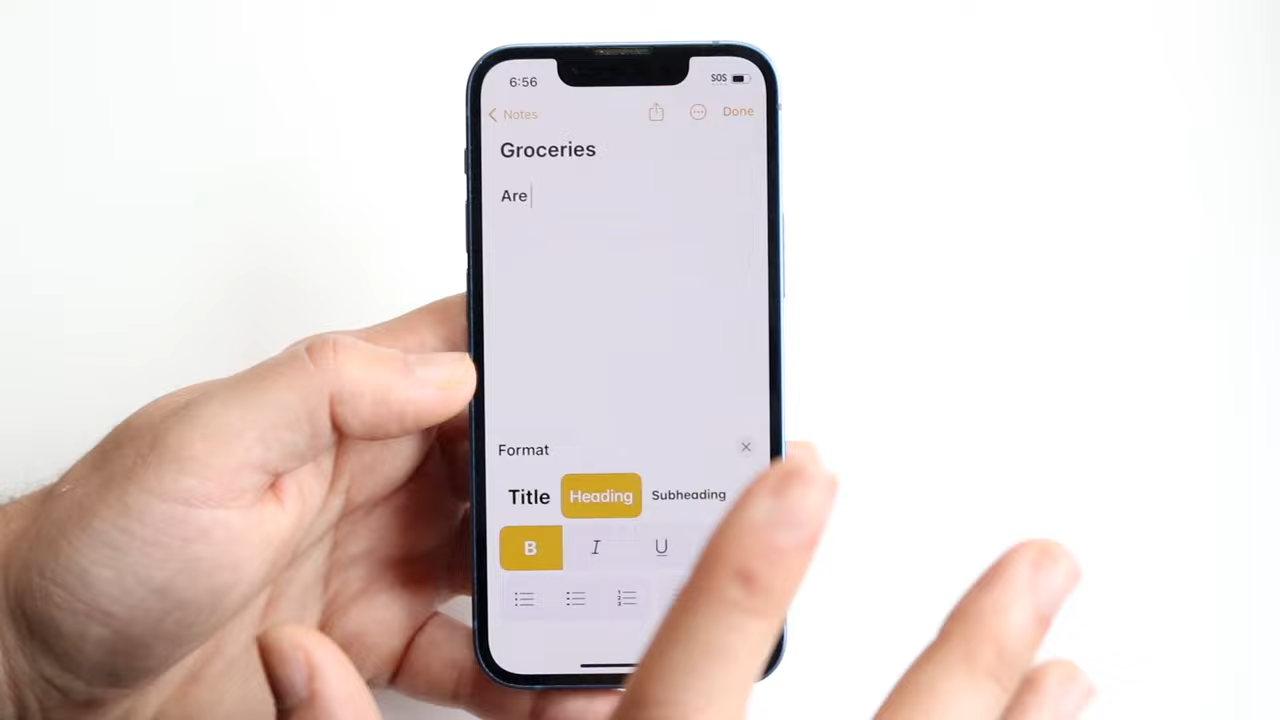 6:56 SOS
Notes Done
Groceries
Are
Format
Title Heading Subheading
B I U